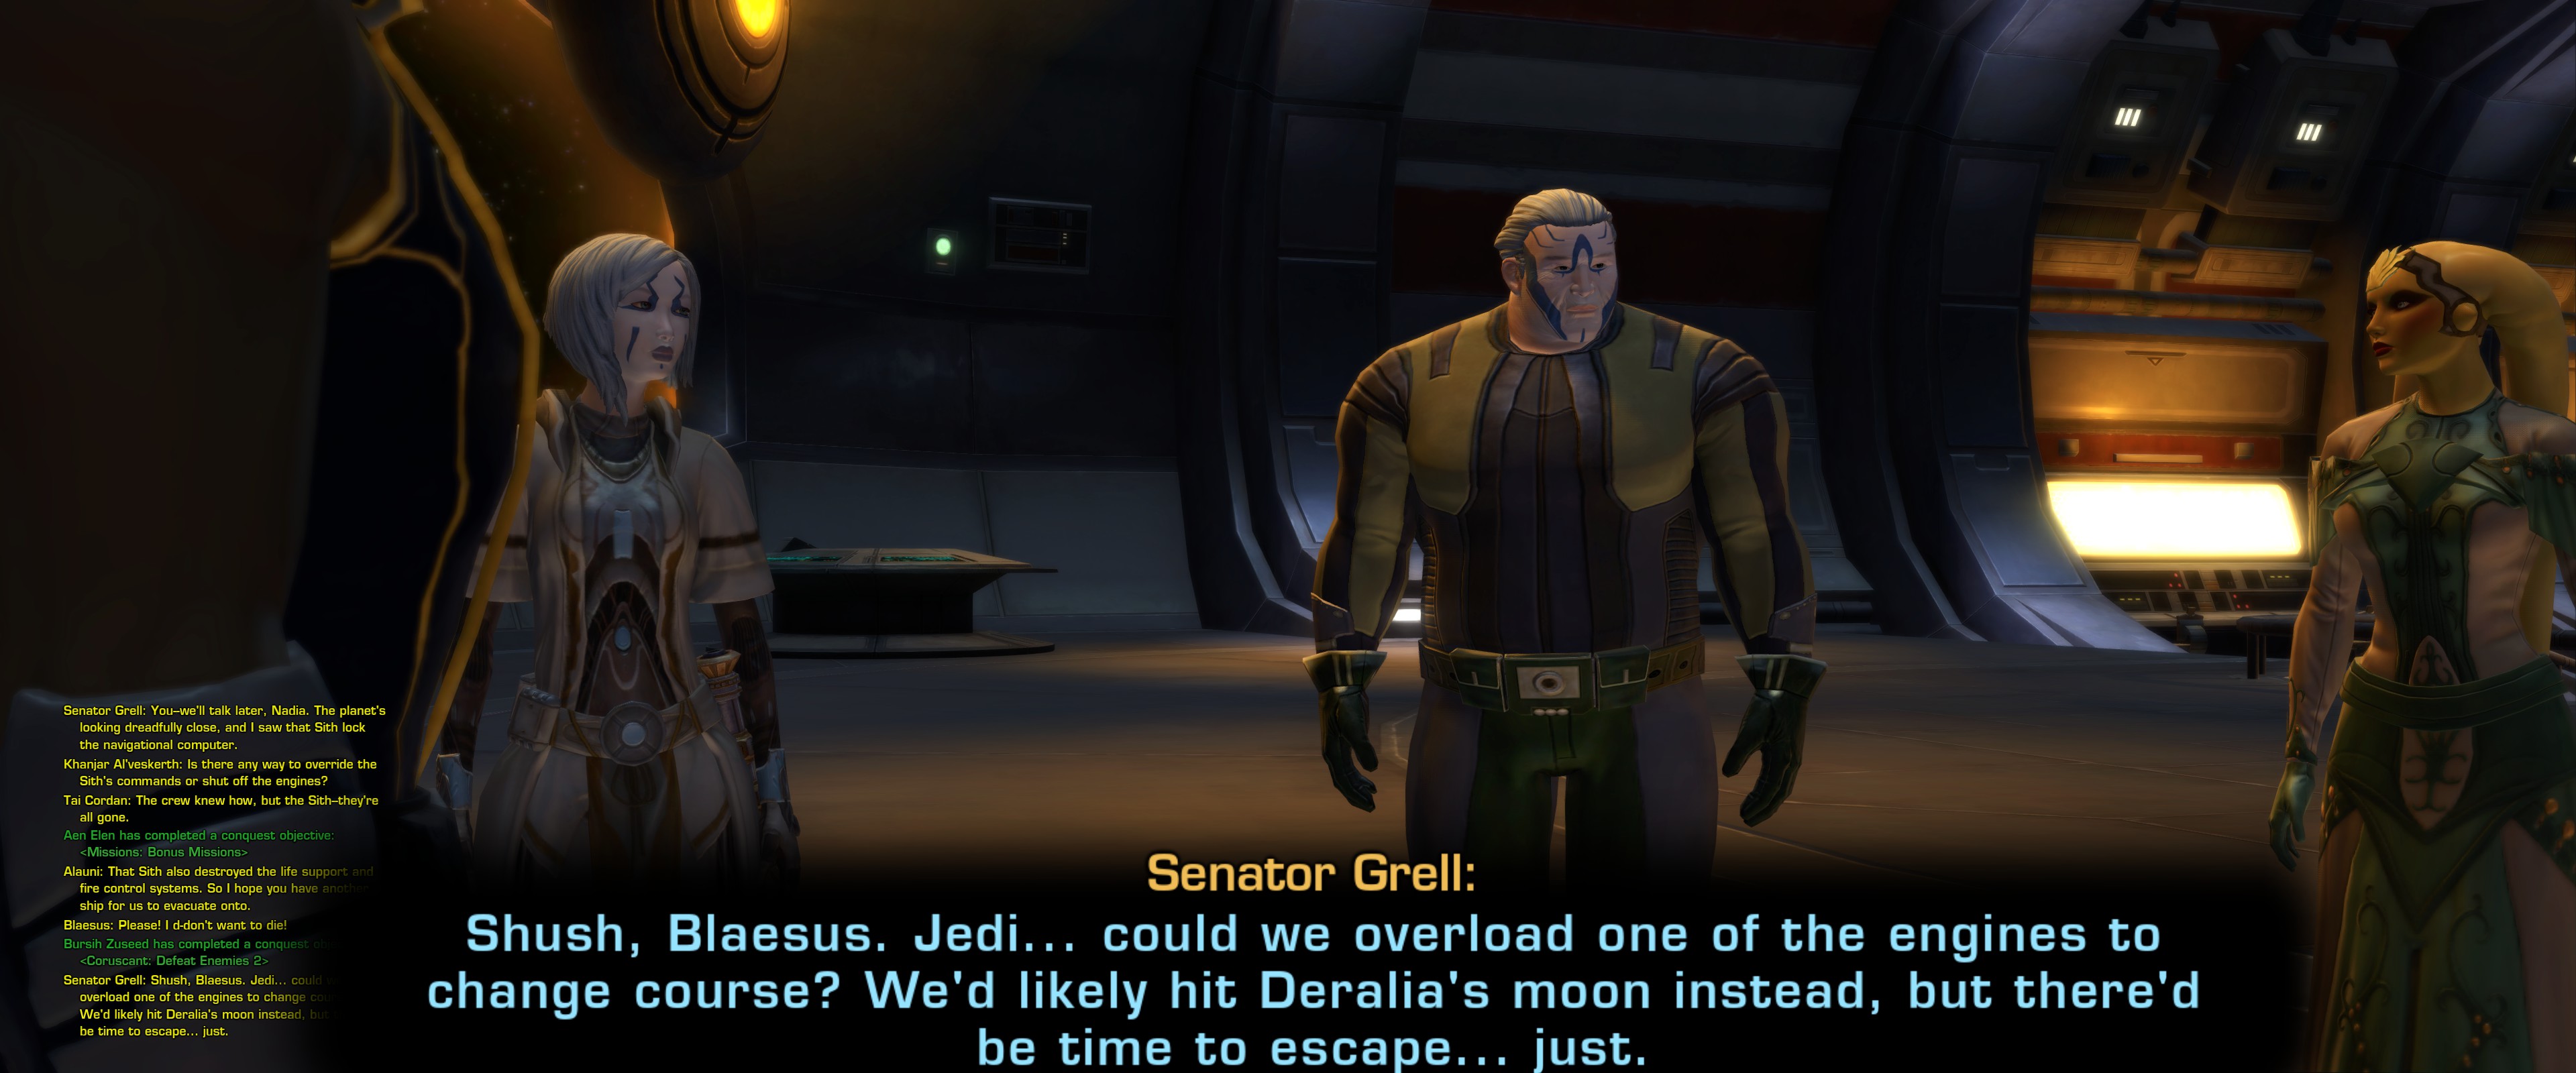 Senator Grell: You–we'll talk later, Nadia. The planet's
looking dreadfully close, and I saw that Sith lock
the navigational computer.
Khanjar Al'veskerth: Is there any way to override the
Sith's commands or shut off the engines?
Tai Cordan: The crew knew how, but the Sith–they're
all gone.
Aen Elen has completed a conquest objective:
<Missions: Bonus Missions>
Alauni: That Sith also destroyed the life support and
fire control systems. So I hope you have another
ship for us to evacuate onto.
Blaesus: Please! I d-don't want to die!
Bursih Zuseed has completed a conquest
<Coruscant: Defeat Enemies 2>
Senator Grell: Shush, Blaesus. Jedi... could
overload one of the engines to change
We'd likely hit Deralia's moon instead, but
be time to escape... just.
Senator Grell:
Shush, Blaesus. Jedi... could we overload one of the engines to
change course? We'd likely hit Deralia's moon instead, but there'd
be time to escape... just.